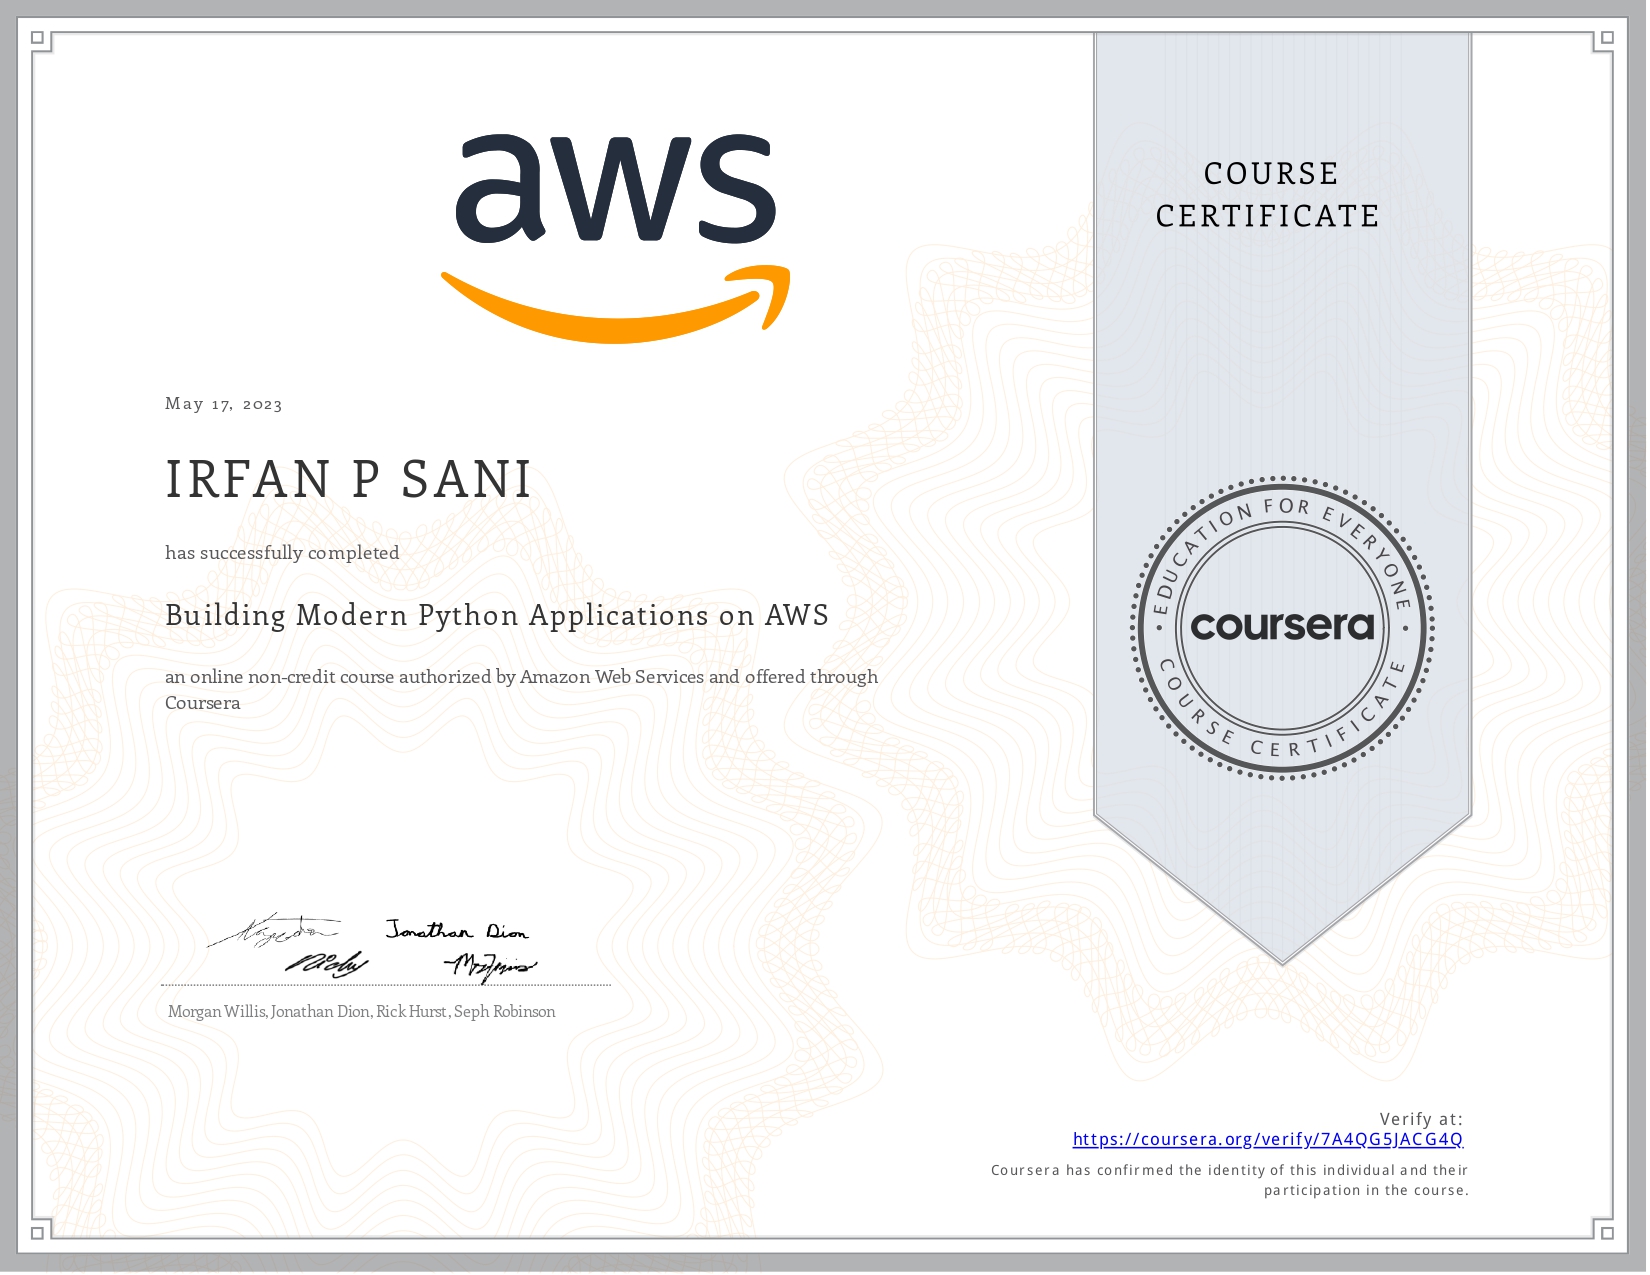 aws
COURSE
CERTIFICATE
May 17, 2023
IRFAN P SANI
has successfully completed
Building Modern Python Applications on AWS
an online non-credit course authorized by Amazon Web Services and offered through
Coursera
EDUCATION FOR EVERYONE
coursera
COURSE CERTIFICATE
Jonathan Dion
Morgan Willis, Jonathan Dion, Rick Hurst, Seph Robinson
Verify at:
https://coursera.org/verify/7A4QG5JACG4Q
Coursera has confirmed the identity of this individual and their
participation in the course.